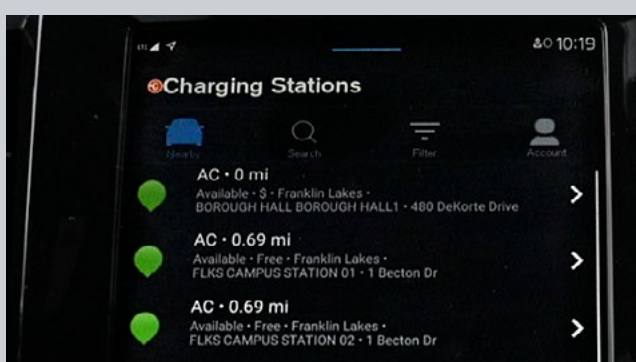 LTE 10:19
Charging Stations
Nearby Search Filter Account
AC • 0 mi
Available • $ • Franklin Lakes •
BOROUGH HALL BOROUGH HALL1 • 480 DeKorte Drive
AC • 0.69 mi
Available • Free • Franklin Lakes •
FLKS CAMPUS STATION 01 • 1 Becton Dr
AC • 0.69 mi
Available • Free • Franklin Lakes •
FLKS CAMPUS STATION 02 • 1 Becton Dr